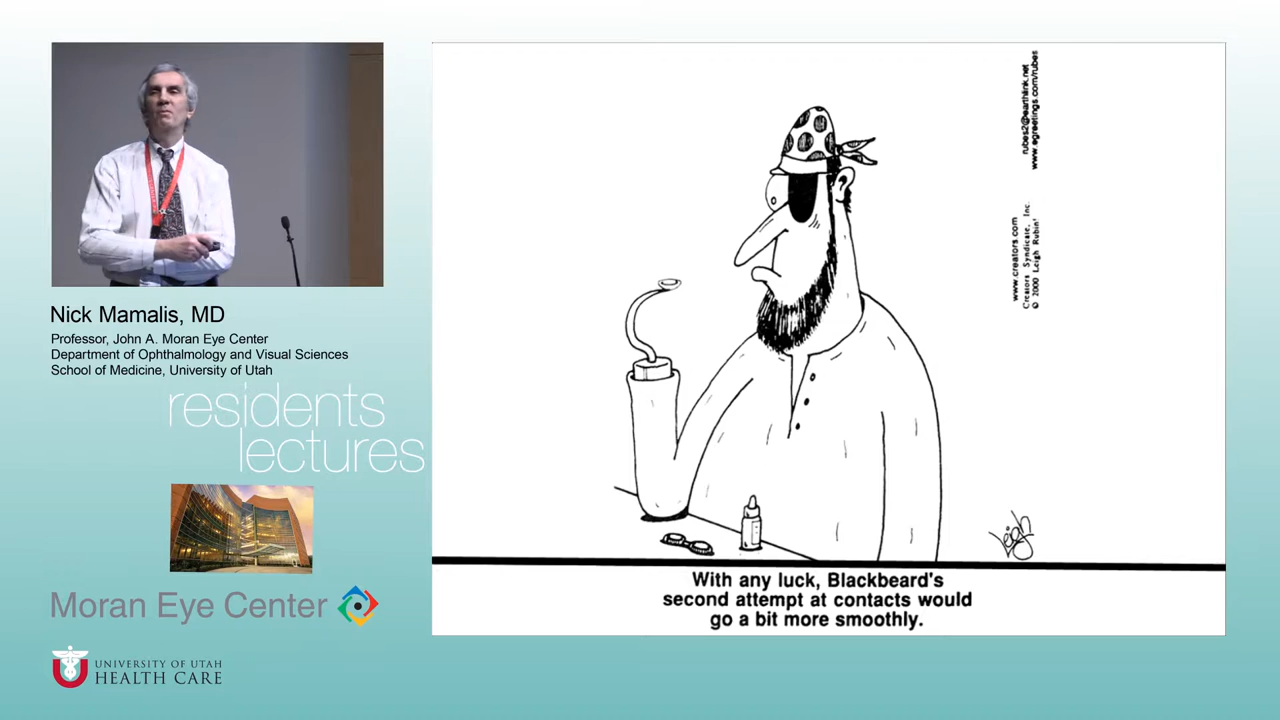 Nick Mamalis, MD
Professor, John A. Moran Eye Center
Department of Ophthalmology and Visual Sciences
School of Medicine, University of Utah
residents
lectures
Moran Eye Center
UNIVERSITY OF UTAH
HEALTH CARE
rubes2@earthlink.net
www.egreetings.com/rubes
www.creators.com
Creators Syndicate, Inc.
© 2000 Leigh Rubin!
Leigh
With any luck, Blackbeard's
second attempt at contacts would
go a bit more smoothly.